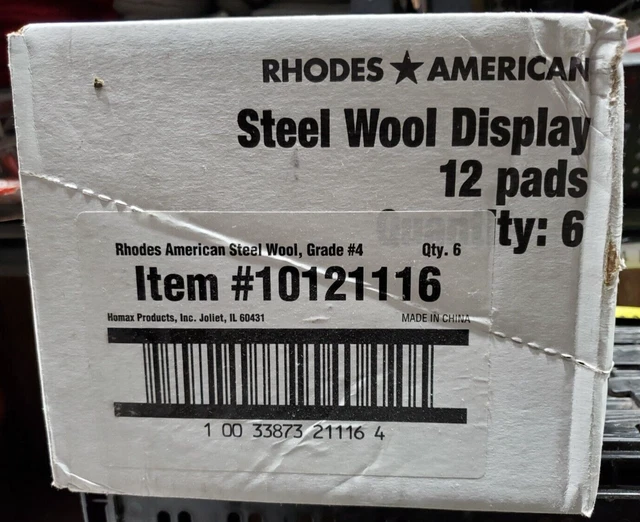 RHODES ★ AMERICAN
Steel Wool Display
12 pads
Quantity: 6
Rhodes American Steel Wool, Grade #4 Qty. 6
Item #10121116
Homax Products, Inc. Joliet, IL 60431 MADE IN CHINA
1 00 33873 21116 4